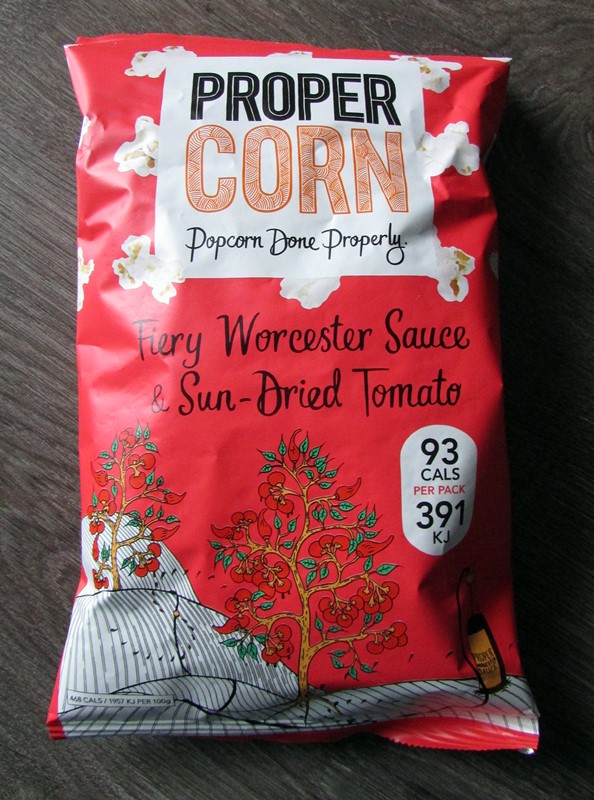 PROPER
CORN
Popcorn Done Properly.
Fiery Worcester Sauce
& Sun-Dried Tomato
93
CALS
PER PACK
391
KJ
468 CALS / 1957 KJ PER 100g